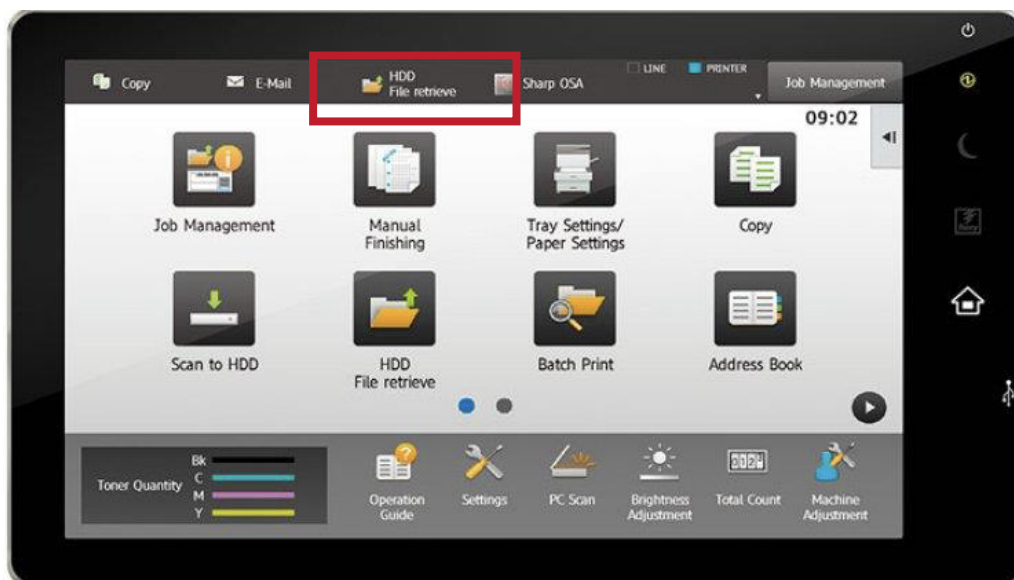 Copy
E-Mail
HDD
File retrieve
Sharp OSA
LINE
PRINTER
Job Management
09:02
Job Management
Manual
Finishing
Tray Settings/
Paper Settings
Copy
Scan to HDD
HDD
File retrieve
Batch Print
Address Book
Toner Quantity
Bk
C
M
Y
Operation
Guide
Settings
PC Scan
Brightness
Adjustment
Total Count
Machine
Adjustment